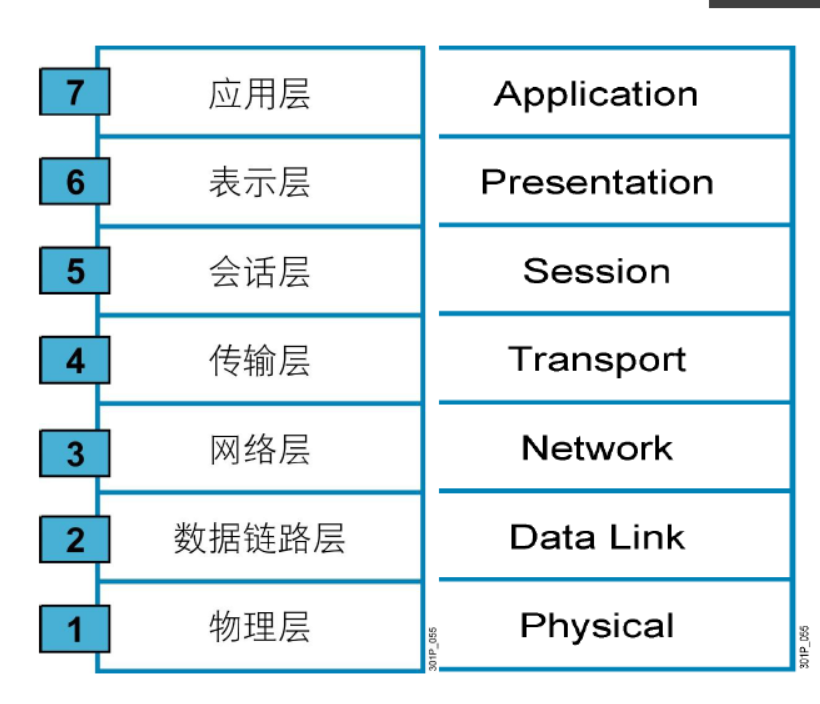 7 应用层 Application
6 表示层 Presentation
5 会话层 Session
4 传输层 Transport
3 网络层 Network
2 数据链路层 Data Link
1 物理层 Physical
301P_055
301P_055